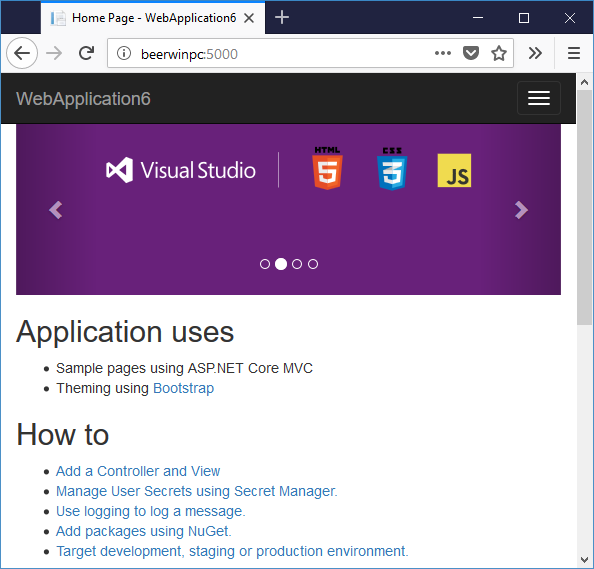 Home Page - WebApplication6
beerwinpc:5000
WebApplication6
Visual Studio
HTML
5
CSS
3
JS
Application uses
Sample pages using ASP.NET Core MVC
Theming using Bootstrap
How to
Add a Controller and View
Manage User Secrets using Secret Manager.
Use logging to log a message.
Add packages using NuGet.
Target development, staging or production environment.